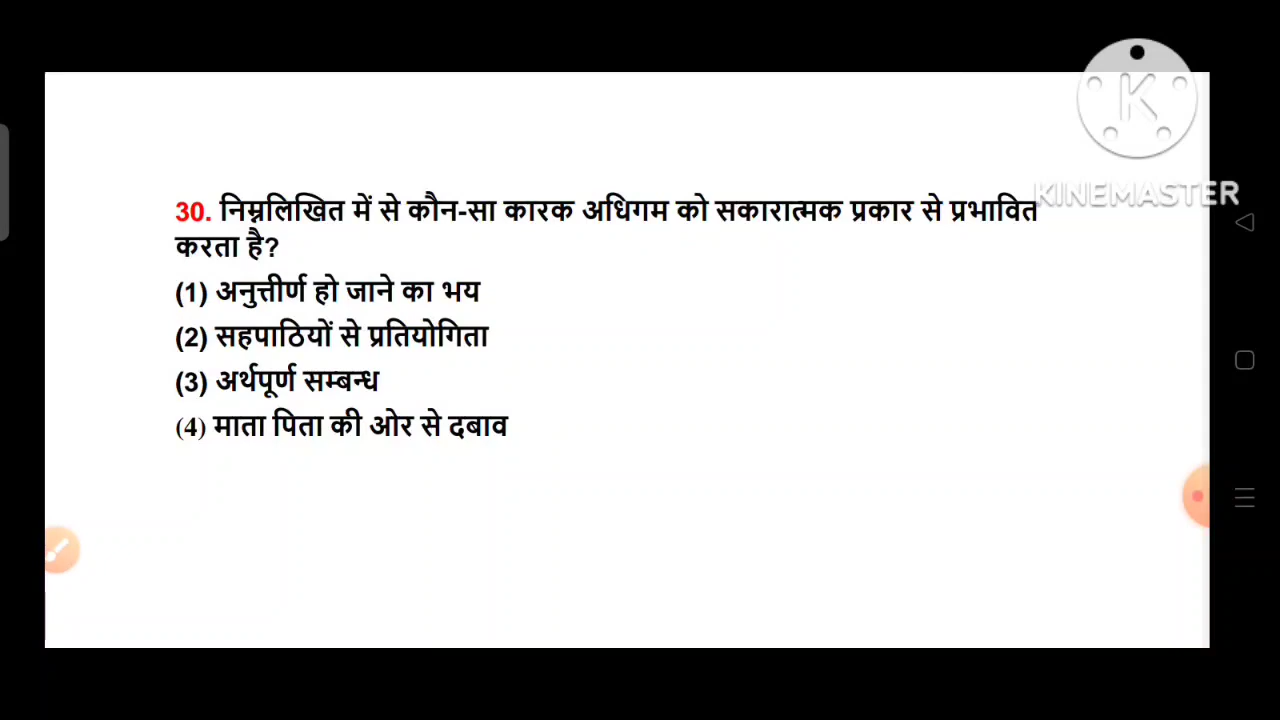 KINEMASTER
30. निम्नलिखित में से कौन-सा कारक अधिगम को सकारात्मक प्रकार से प्रभावित
करता है?
(1) अनुत्तीर्ण हो जाने का भय
(2) सहपाठियों से प्रतियोगिता
(3) अर्थपूर्ण सम्बन्ध
(4) माता पिता की ओर से दबाव